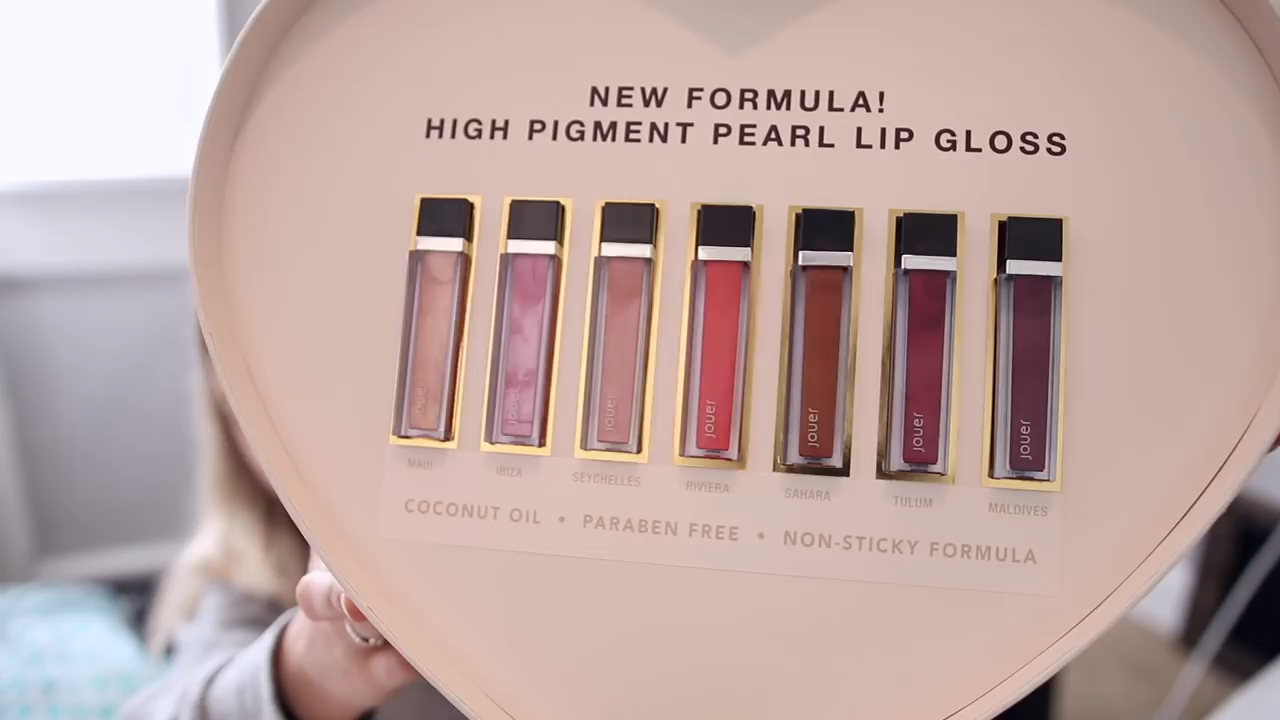 NEW FORMULA!
HIGH PIGMENT PEARL LIP GLOSS
jouer jouer jouer jouer jouer jouer jouer
MAUI IBIZA SEYCHELLES RIVIERA SAHARA TULUM MALDIVES
COCONUT OIL • PARABEN FREE • NON-STICKY FORMULA